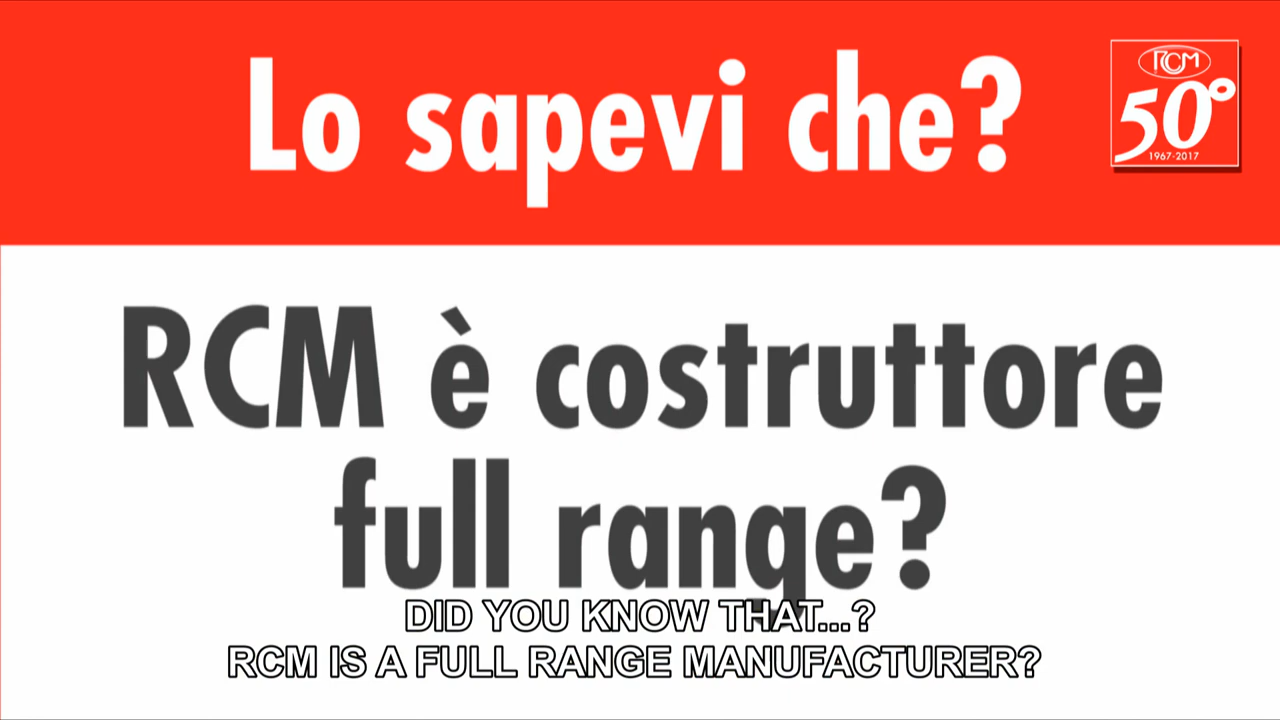 Lo sapevi che?
RCM
50°
1967-2017
RCM è costruttore
full range?
DID YOU KNOW THAT...?
RCM IS A FULL RANGE MANUFACTURER?